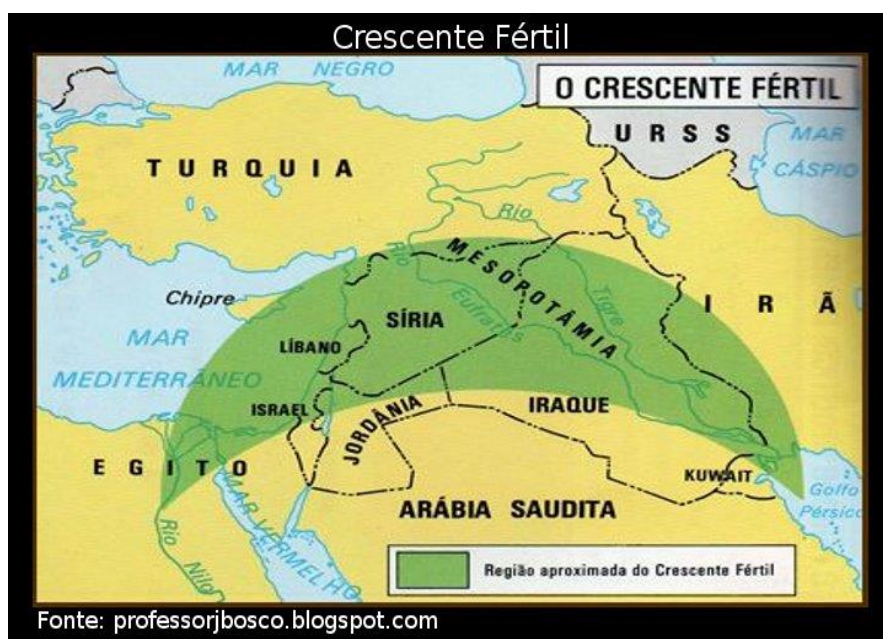 Crescente Fértil
MAR NEGRO
O CRESCENTE FÉRTIL
URSS
MAR
CÁSPIO
TURQUIA
Rio
Rio
MESOPOTÂMIA
Chipre
SÍRIA
Eufrates
Tigre
IRÃ
MAR
MEDITERRÂNEO
LÍBANO
ISRAEL
JORDÂNIA
IRAQUE
EGITO
KUWAIT
Golfo
Pérsico
MAR VERMELHO
ARÁBIA SAUDITA
Rio Nilo
Região aproximada do Crescente Fértil
Fonte: professorjbosco.blogspot.com